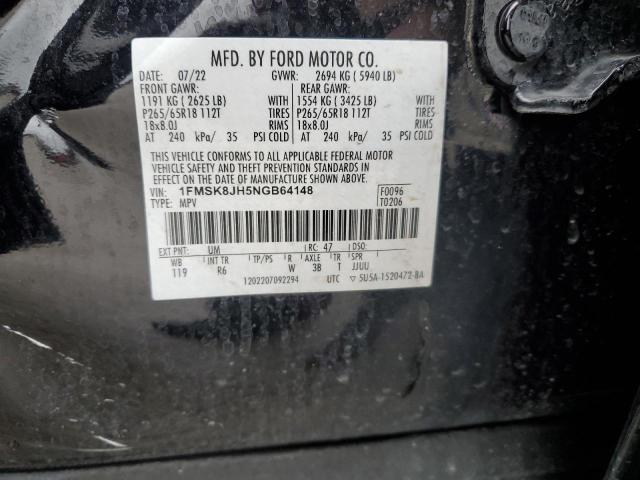 MFD. BY FORD MOTOR CO.
DATE: 07/22 GVWR: 2694 KG ( 5940 LB)
FRONT GAWR: REAR GAWR:
1191 KG ( 2625 LB) WITH 1554 KG ( 3425 LB) WITH
P265/65R18 112T TIRES P265/65R18 112T TIRES
18x8.0J RIMS 18x8.0J RIMS
AT 240 kPa/ 35 PSI COLD AT 240 kPa/ 35 PSI COLD
THIS VEHICLE CONFORMS TO ALL APPLICABLE FEDERAL MOTOR
VEHICLE SAFETY AND THEFT PREVENTION STANDARDS IN
EFFECT ON THE DATE OF MANUFACTURE SHOWN ABOVE.
VIN: 1FMSK8JH5NGB64148 F0096
TYPE: MPV T0206
EXT PNT: UM RC: 47 DSO:
WB INT TR TP/PS R AXLE TR SPR
119 R6 W 3B T JJUU
1202207092294 UTC ▽ 5U5A-1520472-BA